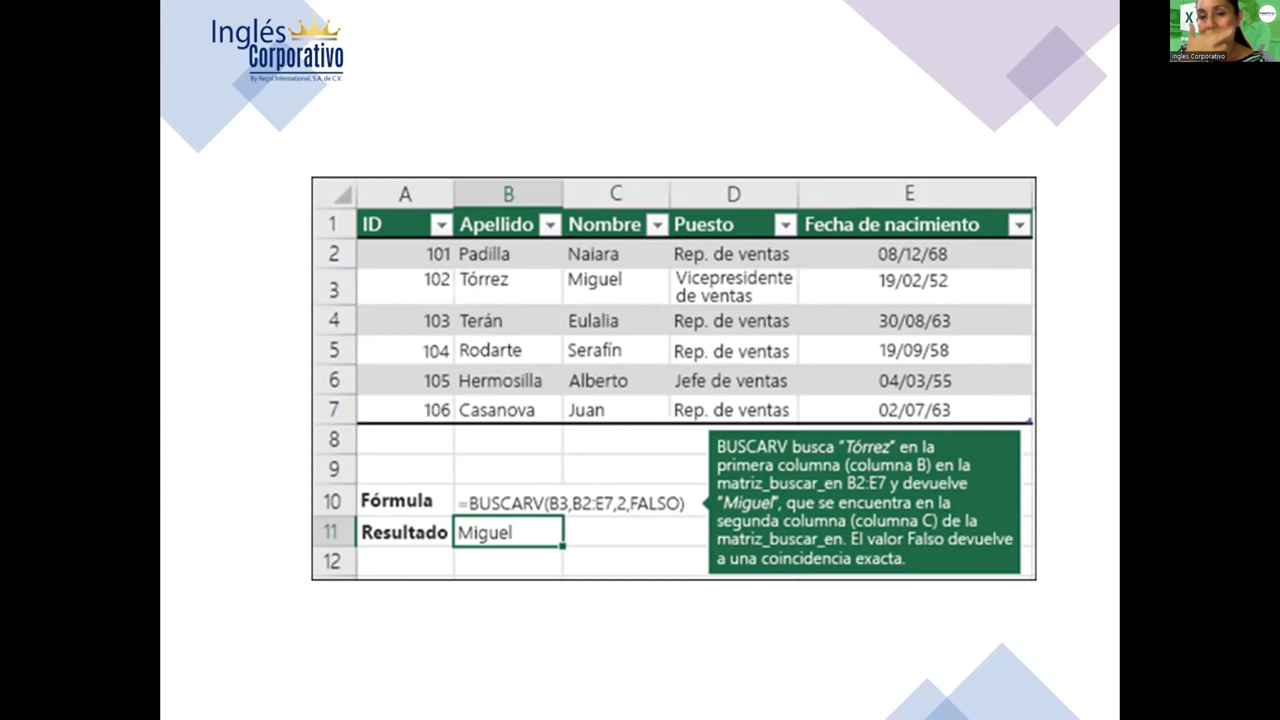 Inglés
Corporativo
By Regal International, S.A. de C.V.
Ingles Corporativo
A B C D E
1 ID Apellido Nombre Puesto Fecha de nacimiento
2 101 Padilla Naiara Rep. de ventas 08/12/68
3 102 Tórrez Miguel Vicepresidente de ventas 19/02/52
4 103 Terán Eulalia Rep. de ventas 30/08/63
5 104 Rodarte Serafín Rep. de ventas 19/09/58
6 105 Hermosilla Alberto Jefe de ventas 04/03/55
7 106 Casanova Juan Rep. de ventas 02/07/63
8
9
10 Fórmula =BUSCARV(B3,B2:E7,2,FALSO)
11 Resultado Miguel
12
BUSCARV busca "Tórrez" en la
primera columna (columna B) en la
matriz_buscar_en B2:E7 y devuelve
"Miguel", que se encuentra en la
segunda columna (columna C) de la
matriz_buscar_en. El valor Falso devuelve
a una coincidencia exacta.